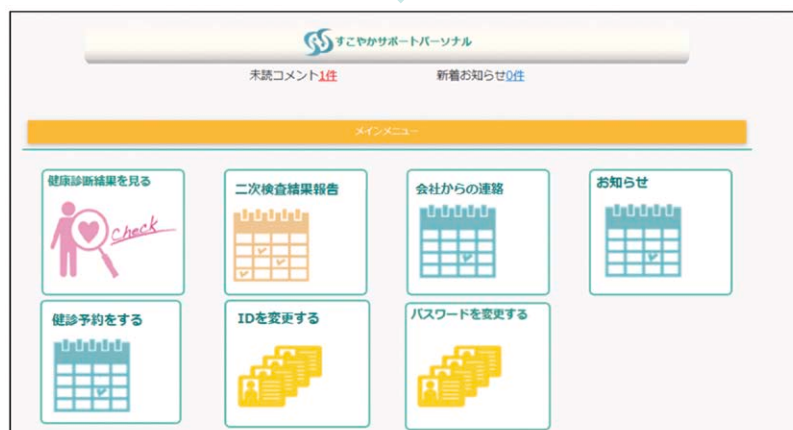 すこやかサポートパーソナル
未読コメント1件 新着お知らせ0件
メインメニュー
健康診断結果を見る
二次検査結果報告
会社からの連絡
お知らせ
check
健診予約をする
IDを変更する
パスワードを変更する